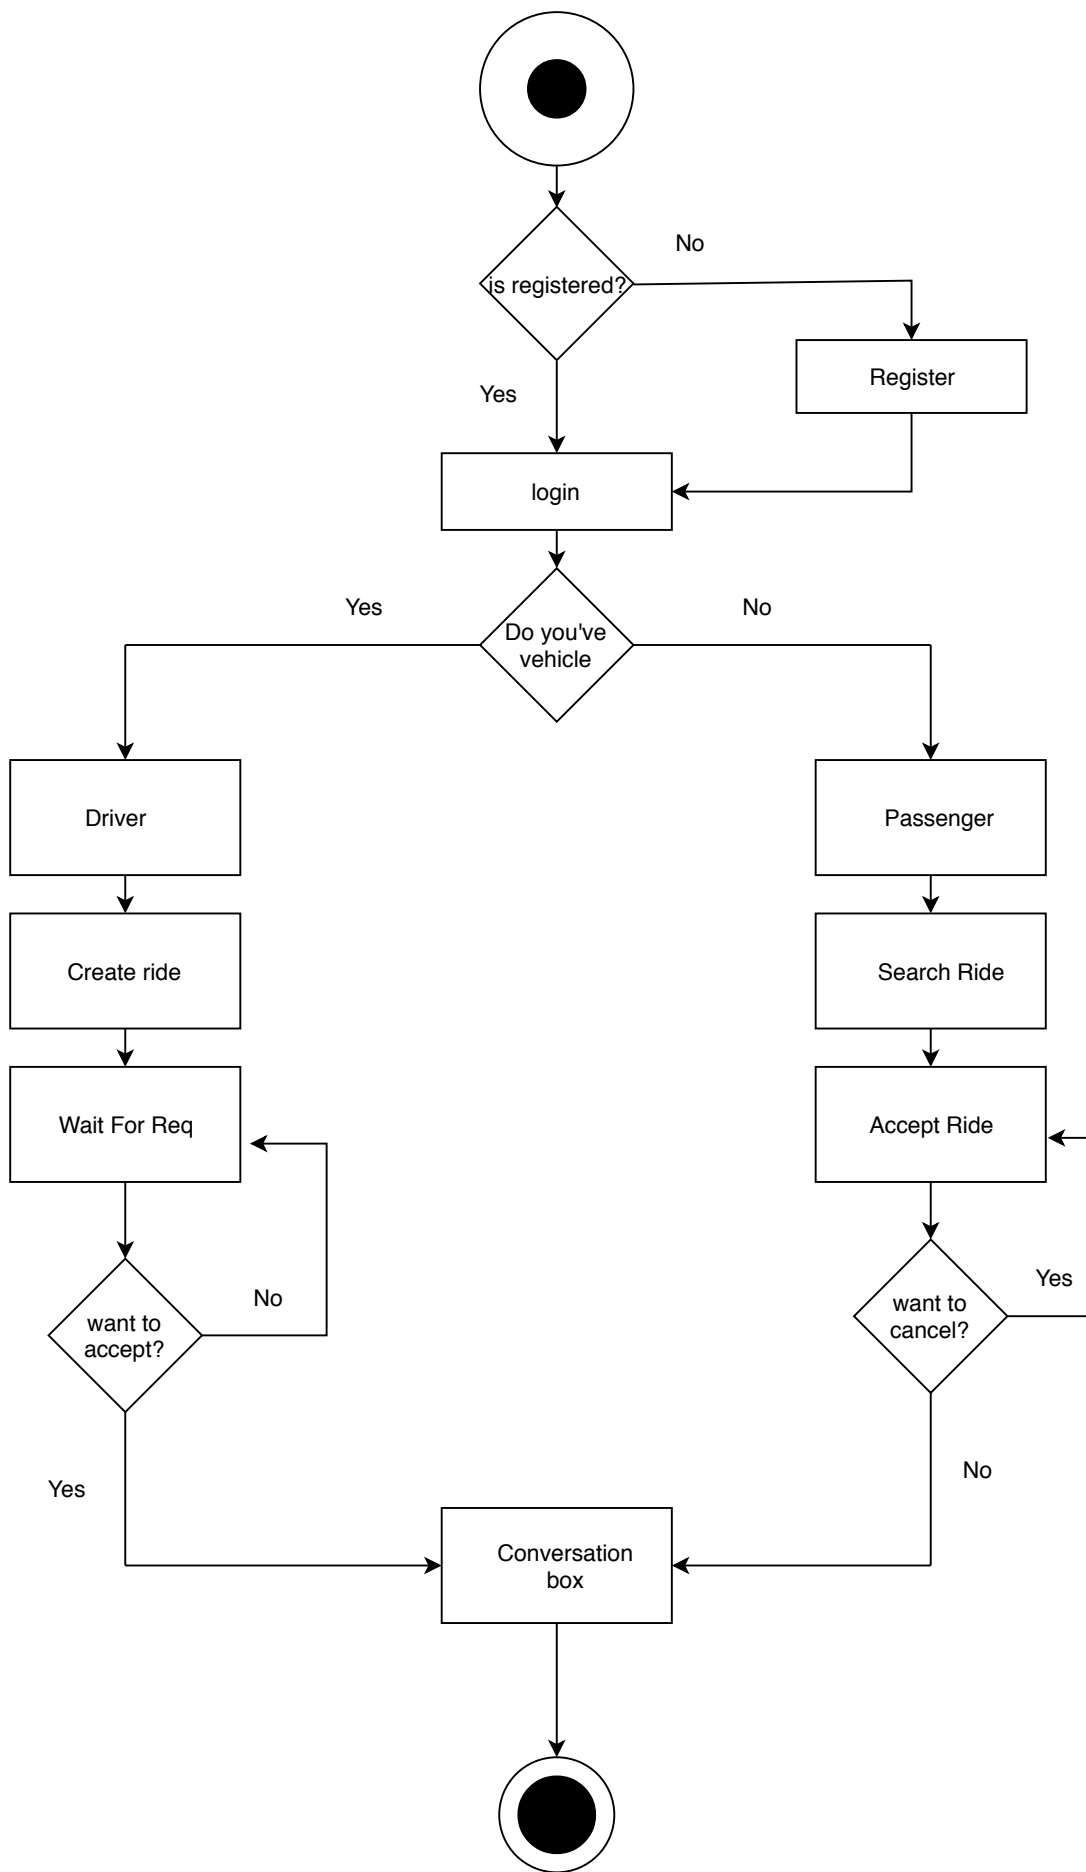 No
is registered?
Register
Yes
login
Yes
No
Do you've
vehicle
Driver
Passenger
Create ride
Search Ride
Wait For Req
Accept Ride
No
Yes
want to
accept?
want to
cancel?
Yes
No
Conversation
box